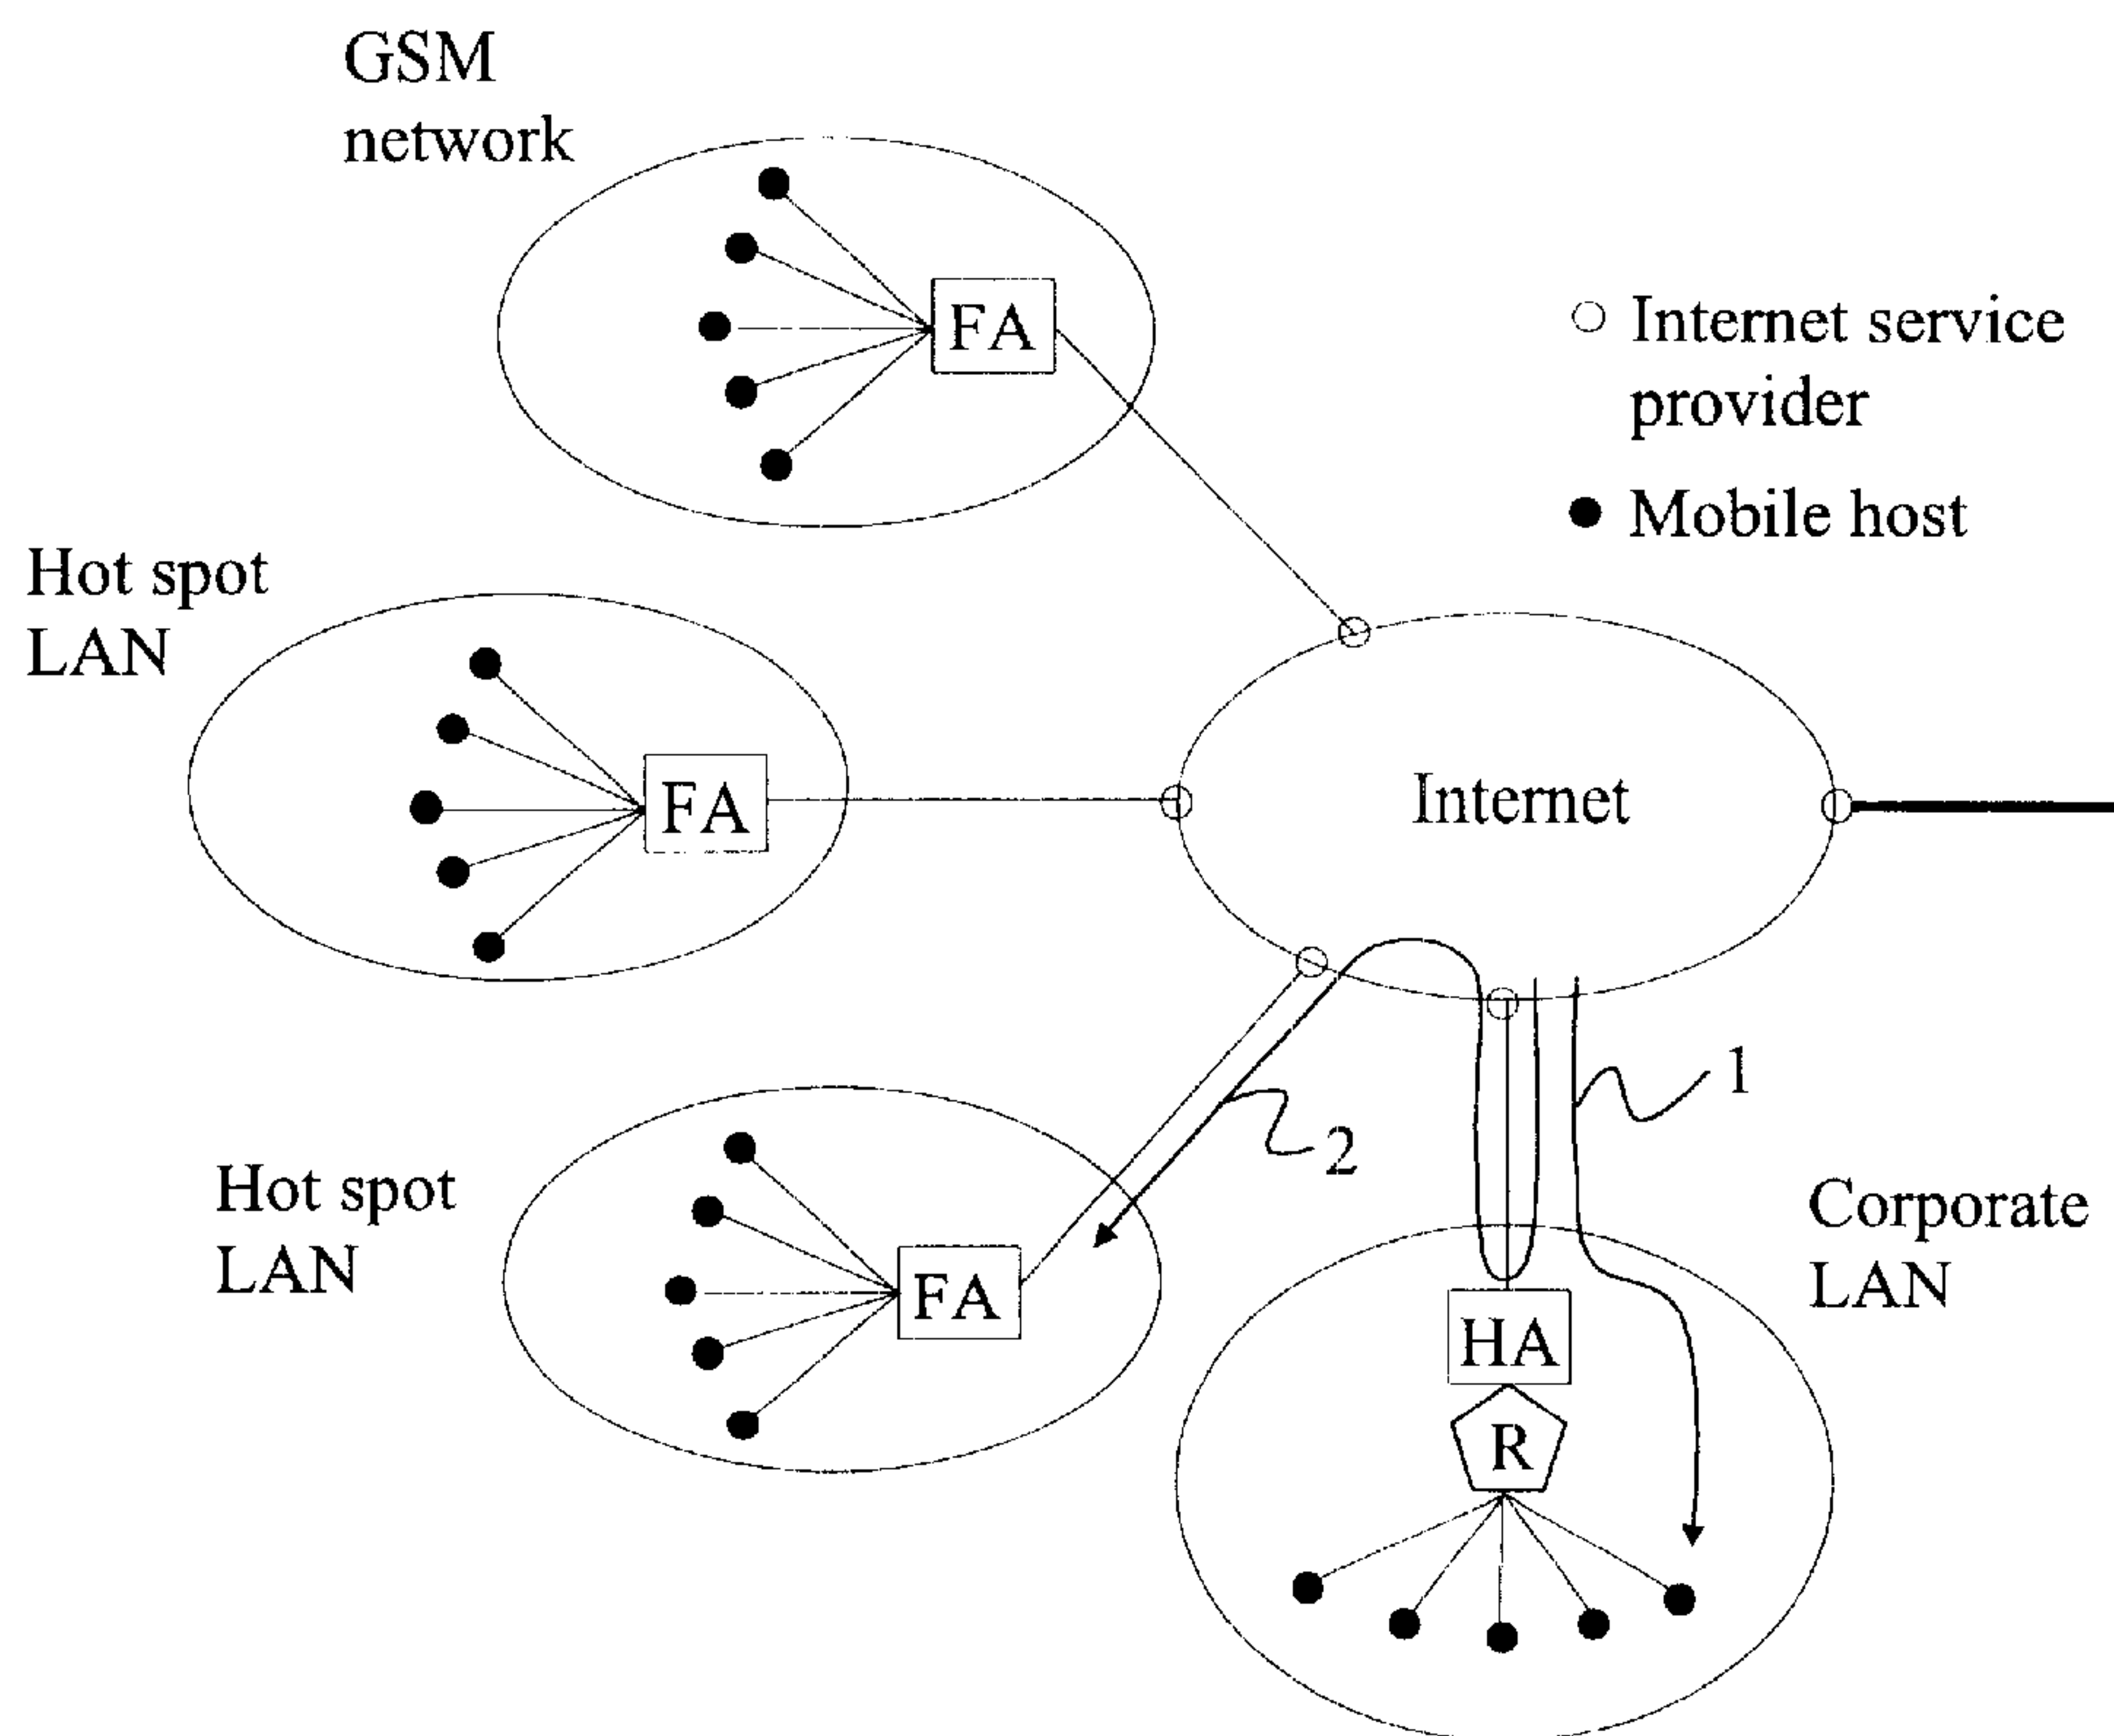 GSM
network
FA
Internet service
provider
Mobile host
Hot spot
LAN
FA
Internet
1
2
Hot spot
LAN
FA
Corporate
LAN
HA
R